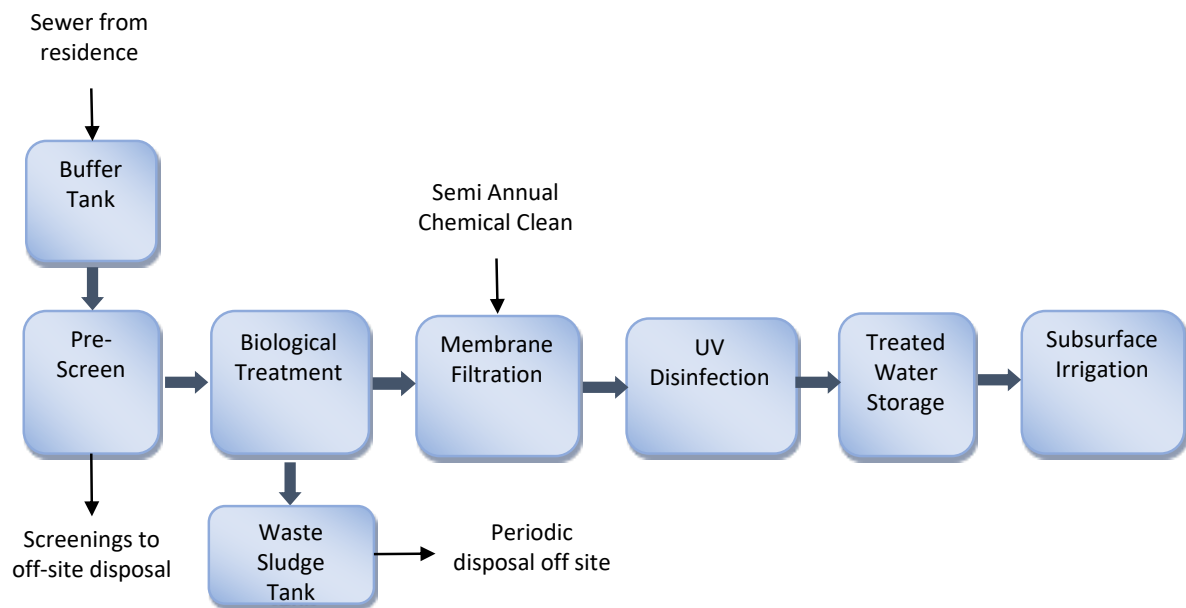 Sewer from
residence
Buffer
Tank
Semi Annual
Chemical Clean
Pre-
Screen
Biological
Treatment
Membrane
Filtration
UV
Disinfection
Treated
Water
Storage
Subsurface
Irrigation
Screenings to
off-site disposal
Waste
Sludge
Tank
Periodic
disposal off site